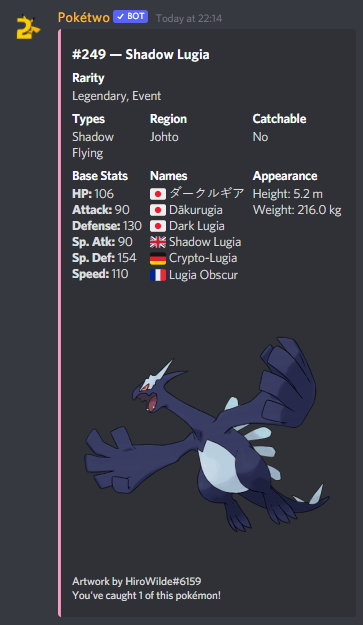 Pokétwo ✓ BOT Today at 22:14
#249 — Shadow Lugia
Rarity
Legendary, Event
Types Region Catchable
Shadow Johto No
Flying
Base Stats Names Appearance
HP: 106 ダークルギア Height: 5.2 m
Attack: 90 Dākurugia Weight: 216.0 kg
Defense: 130 Dark Lugia
Sp. Atk: 90 Shadow Lugia
Sp. Def: 154 Crypto-Lugia
Speed: 110 Lugia Obscur
Artwork by HiroWilde#6159
You've caught 1 of this pokémon!